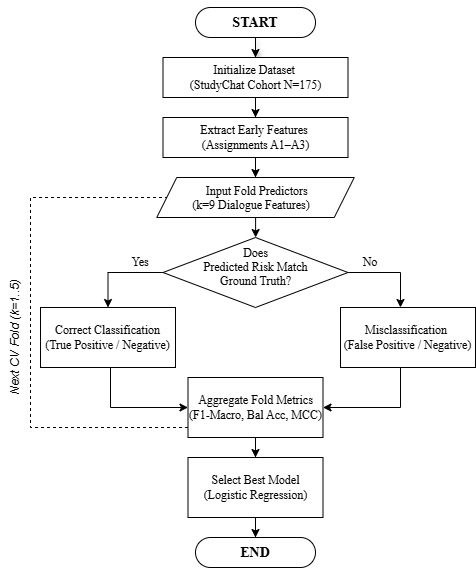 START
Initialize Dataset
(StudyChat Cohort N=175)
Extract Early Features
(Assignments A1–A3)
Input Fold Predictors
(k=9 Dialogue Features)
Does
Predicted Risk Match
Ground Truth?
Yes
No
Correct Classification
(True Positive / Negative)
Misclassification
(False Positive / Negative)
Next CV Fold (k=1..5)
Aggregate Fold Metrics
(F1-Macro, Bal Acc, MCC)
Select Best Model
(Logistic Regression)
END